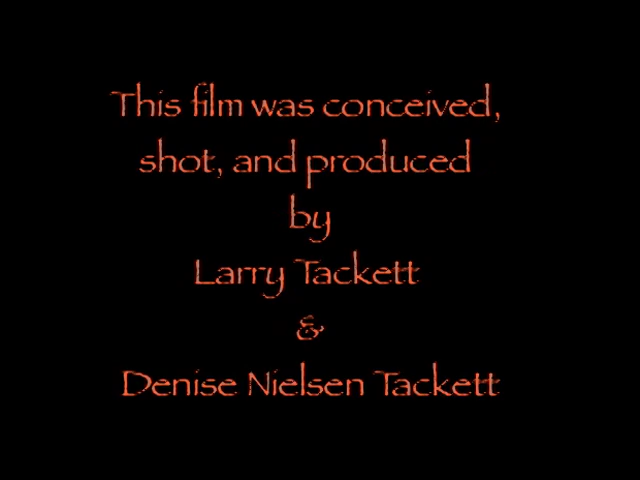 This film was conceived,
shot, and produced
by
Larry Tackett
&
Denise Nielsen Tackett